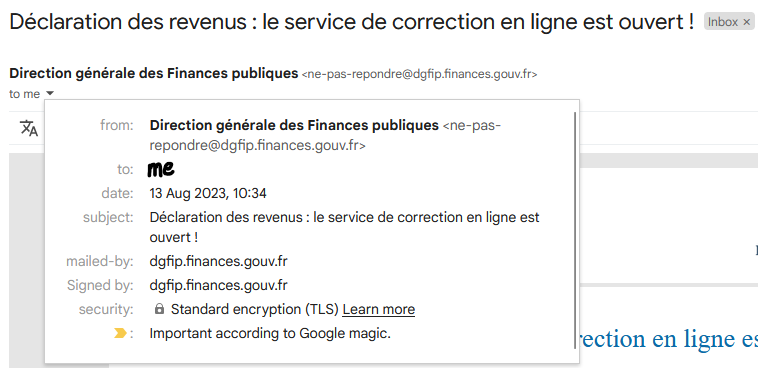 Déclaration des revenus : le service de correction en ligne est ouvert ! Inbox ×
Direction générale des Finances publiques <ne-pas-repondre@dgfip.finances.gouv.fr>
to me
from: Direction générale des Finances publiques <ne-pas-
repondre@dgfip.finances.gouv.fr>
to: me
date: 13 Aug 2023, 10:34
subject: Déclaration des revenus : le service de correction en ligne est
ouvert !
mailed-by: dgfip.finances.gouv.fr
Signed by: dgfip.finances.gouv.fr
security: Standard encryption (TLS) Learn more
: Important according to Google magic.
rection en ligne es